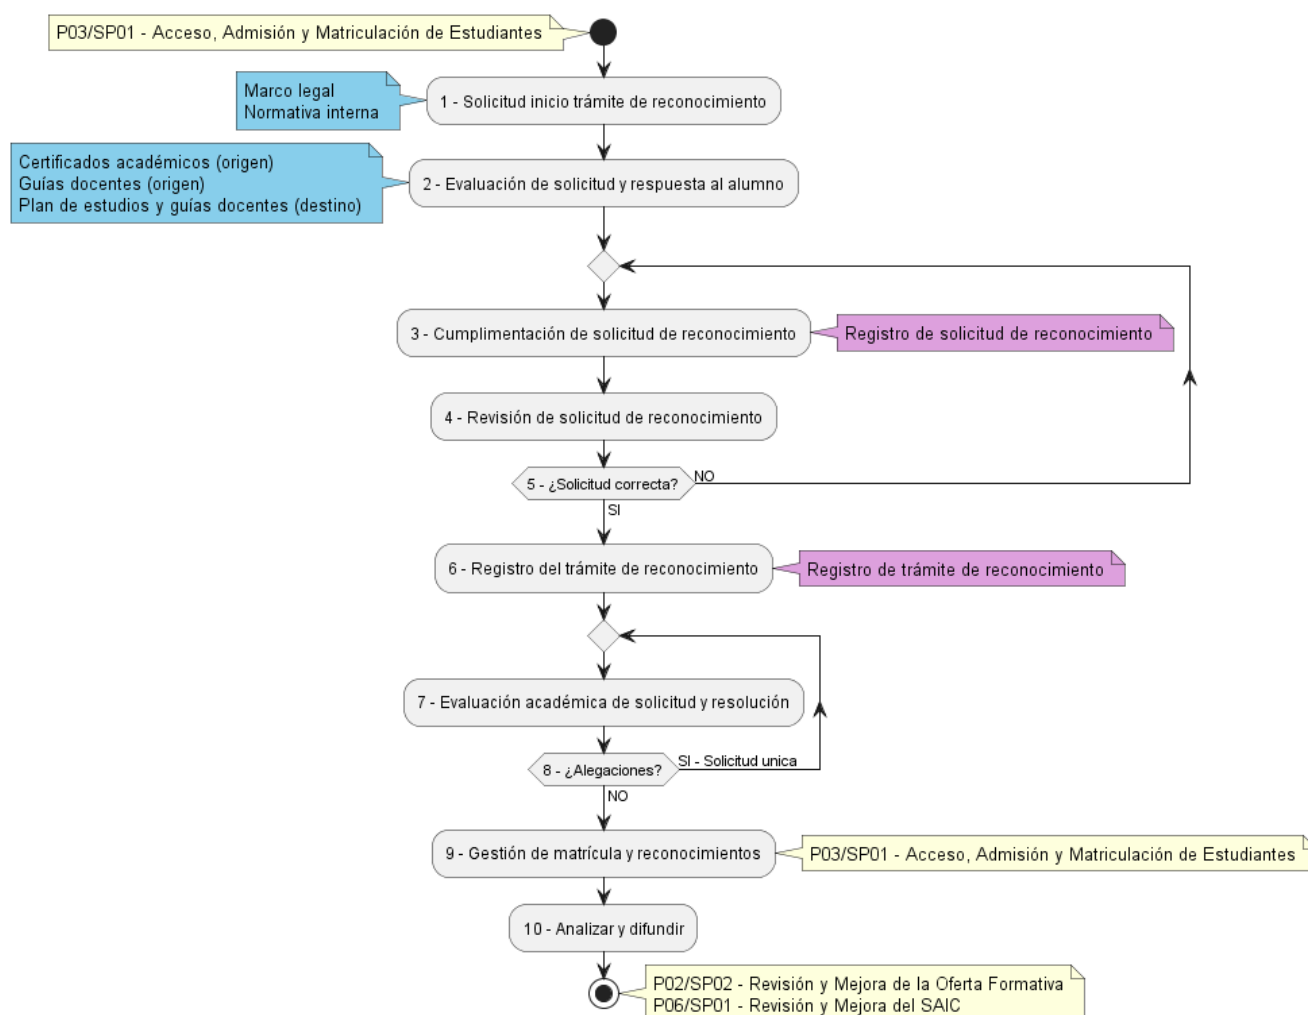 P03/SP01 - Acceso, Admisión y Matriculación de Estudiantes
Marco legal
Normativa interna
1 - Solicitud inicio trámite de reconocimiento
Certificados académicos (origen)
Guías docentes (origen)
Plan de estudios y guías docentes (destino)
2 - Evaluación de solicitud y respuesta al alumno
3 - Cumplimentación de solicitud de reconocimiento
Registro de solicitud de reconocimiento
4 - Revisión de solicitud de reconocimiento
5 - ¿Solicitud correcta?
NO
SI
6 - Registro del trámite de reconocimiento
Registro de trámite de reconocimiento
7 - Evaluación académica de solicitud y resolución
8 - ¿Alegaciones?
SI - Solicitud unica
NO
9 - Gestión de matrícula y reconocimientos
P03/SP01 - Acceso, Admisión y Matriculación de Estudiantes
10 - Analizar y difundir
P02/SP02 - Revisión y Mejora de la Oferta Formativa
P06/SP01 - Revisión y Mejora del SAIC